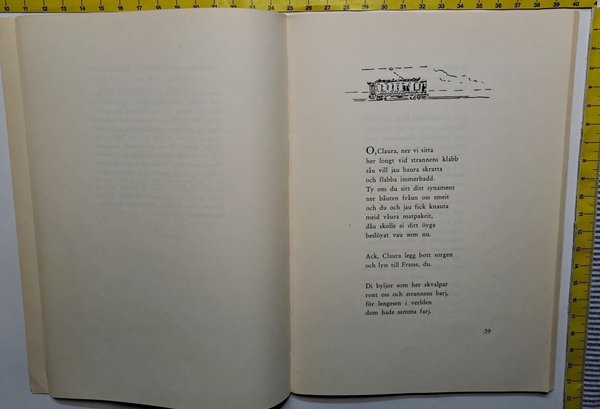 O, Claura, ner vi sitta
her longt vid strannens klabb
såu vill jau baura skratta
och flabba immerbadd.
Ty om du sitt ditt synament
ner båuten fråun oss smeit
och du och jau fick knauta
meid våura matpakeit,
dåu skolle ei ditt öyga
beslöyat vau som nu.
Ack, Claura legg bott sorgen
och lyss till Frasse, du.
Di byljor som her skvalpar
ront oss och strannens barj,
för lengesen i verlden
dom hade samma farj.
39